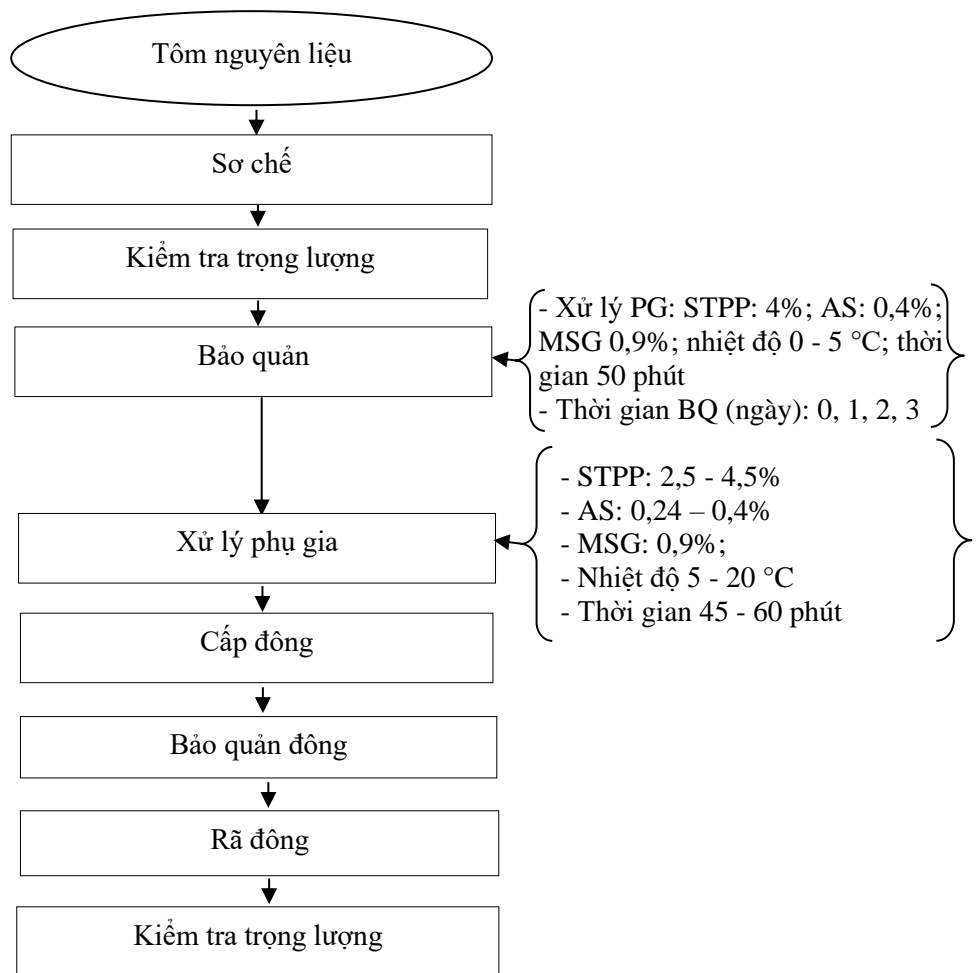 Tôm nguyên liệu
Sơ chế
Kiểm tra trọng lượng
Bảo quản
- Xử lý PG: STPP: 4%; AS: 0,4%;
MSG 0,9%; nhiệt độ 0 - 5 °C; thời
gian 50 phút
- Thời gian BQ (ngày): 0, 1, 2, 3
Xử lý phụ gia
- STPP: 2,5 - 4,5%
- AS: 0,24 – 0,4%
- MSG: 0,9%;
- Nhiệt độ 5 - 20 °C
- Thời gian 45 - 60 phút
Cấp đông
Bảo quản đông
Rã đông
Kiểm tra trọng lượng